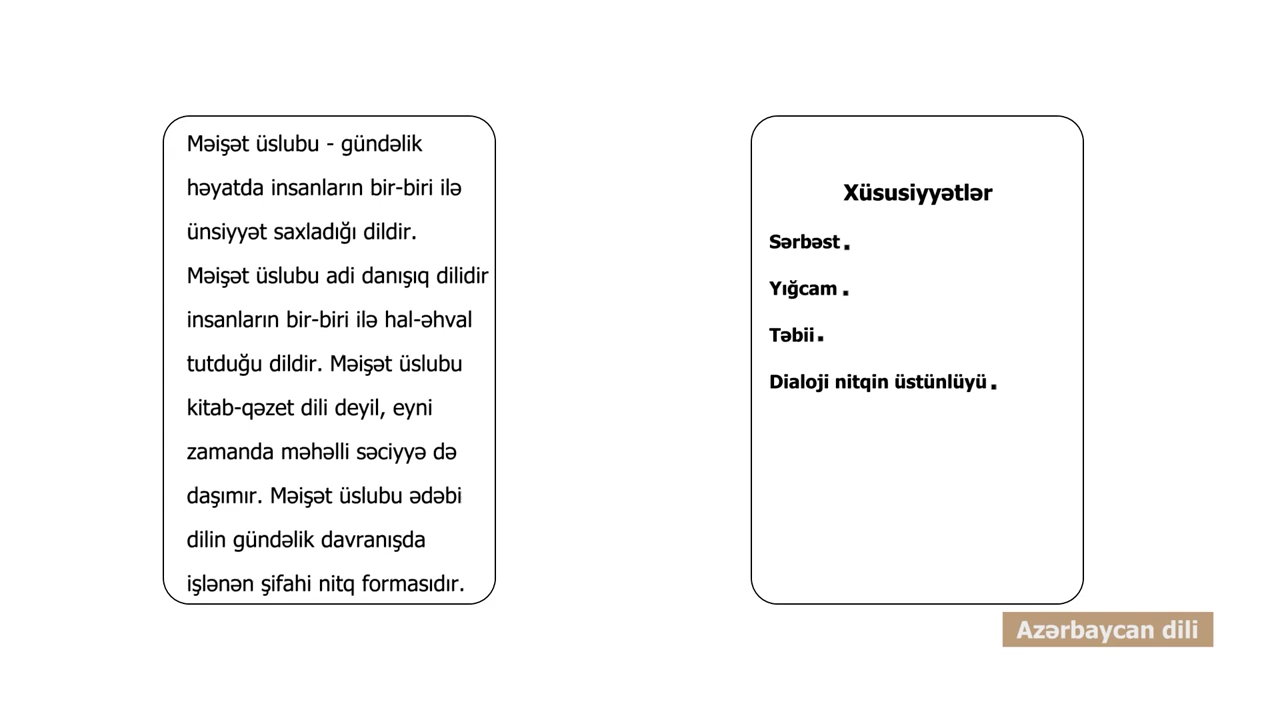 Məişət üslubu - gündəlik
həyatda insanların bir-biri ilə
ünsiyyət saxladığı dildir.
Məişət üslubu adi danışıq dilidir
insanların bir-biri ilə hal-əhval
tutduğu dildir. Məişət üslubu
kitab-qəzet dili deyil, eyni
zamanda məhəlli səciyyə də
daşımır. Məişət üslubu ədəbi
dilin gündəlik davranışda
işlənən şifahi nitq formasıdır.
Xüsusiyyətlər
Sərbəst.
Yığcam.
Təbii.
Dialoji nitqin üstünlüyü.
Azərbaycan dili